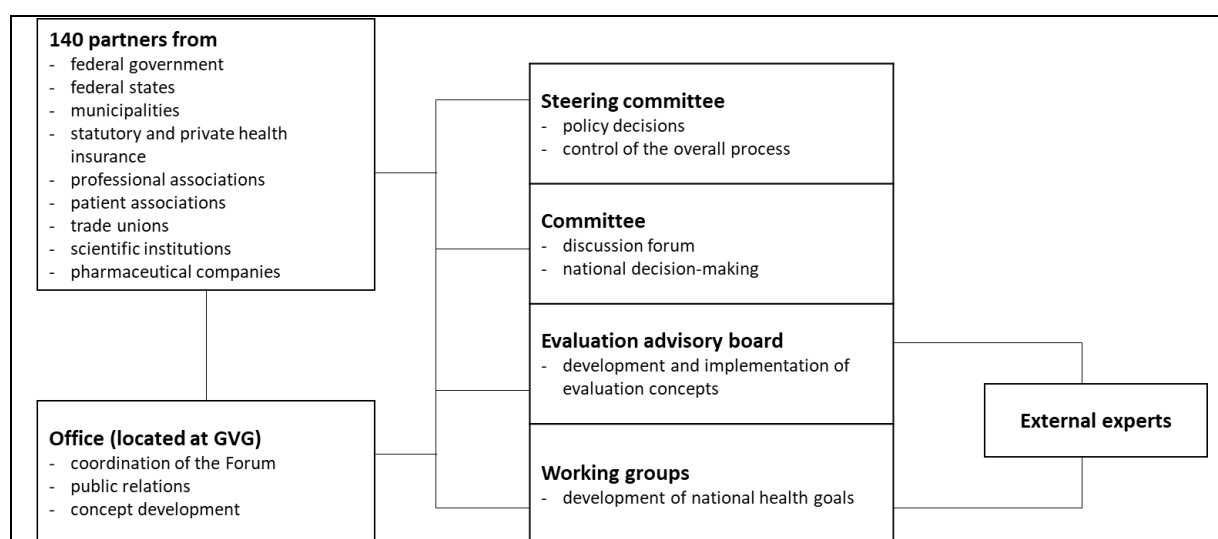 140 partners from
- federal government
- federal states
- municipalities
- statutory and private health
insurance
- professional associations
- patient associations
- trade unions
- scientific institutions
- pharmaceutical companies
Office (located at GVG)
- coordination of the Forum
- public relations
- concept development
Steering committee
- policy decisions
- control of the overall process
Committee
- discussion forum
- national decision-making
Evaluation advisory board
- development and implementation of
evaluation concepts
Working groups
- development of national health goals
External experts